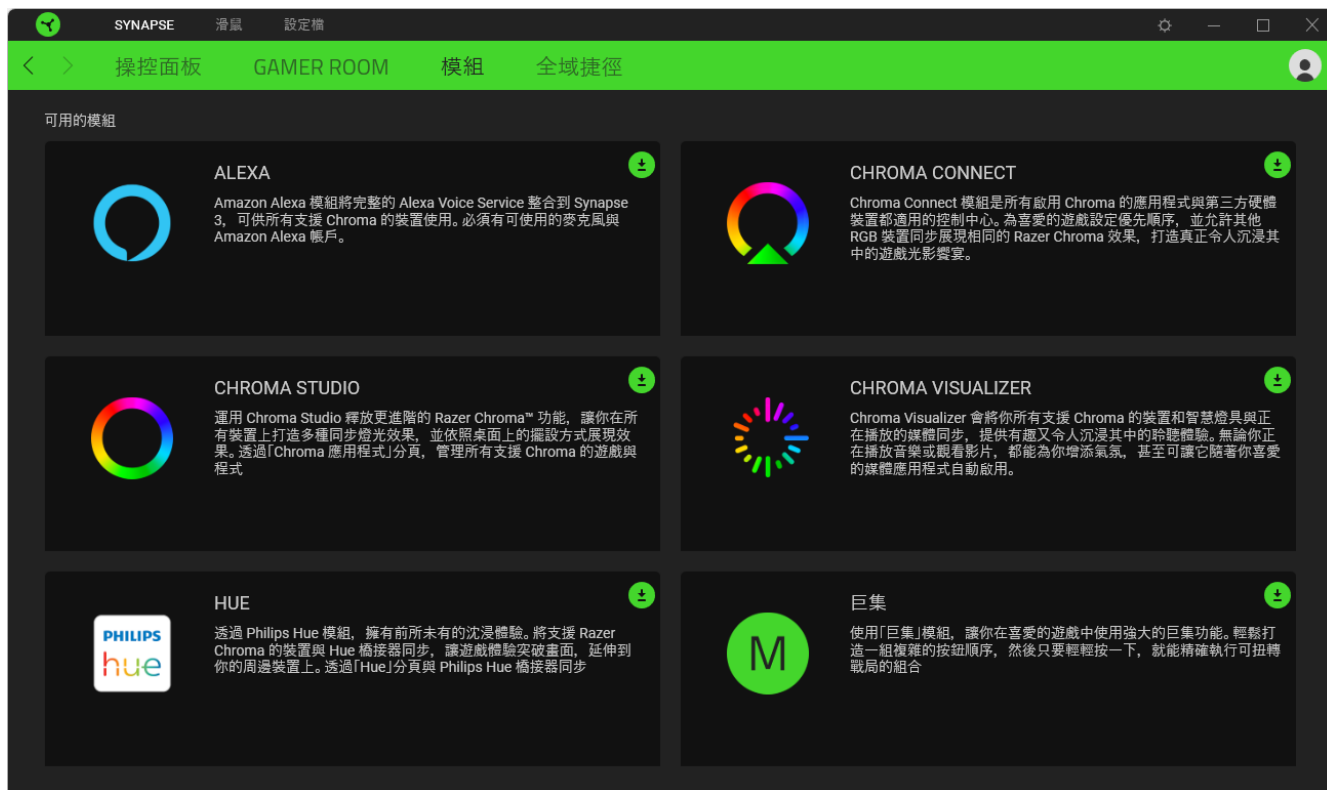 SYNAPSE 滑鼠 設定檔
操控面板 GAMER ROOM 模組 全域捷徑
可用的模組
ALEXA
Amazon Alexa 模組將完整的 Alexa Voice Service 整合到 Synapse
3，可供所有支援 Chroma 的裝置使用。必須有可使用的麥克風與
Amazon Alexa 帳戶。
CHROMA CONNECT
Chroma Connect 模組是所有啟用 Chroma 的應用程式與第三方硬體
裝置都適用的控制中心。為喜愛的遊戲設定優先順序，並允許其他
RGB 裝置同步展現相同的 Razer Chroma 效果，打造真正令人沉浸其
中的遊戲光影饗宴。
CHROMA STUDIO
運用 Chroma Studio 釋放更進階的 Razer Chroma™ 功能，讓你在所
有裝置上打造多種同步燈光效果，並依照桌面上的擺設方式展現效
果。透過「Chroma 應用程式」分頁，管理所有支援 Chroma 的遊戲與
程式
CHROMA VISUALIZER
Chroma Visualizer 會將你所有支援 Chroma 的裝置和智慧燈具與正
在播放的媒體同步，提供有趣又令人沉浸其中的聆聽體驗。無論你正
在播放音樂或觀看影片，都能為你增添氣氛，甚至可讓它隨著你喜愛
的媒體應用程式自動啟用。
PHILIPS
hue
HUE
透過 Philips Hue 模組，擁有前所未有的沈浸體驗。將支援 Razer
Chroma 的裝置與 Hue 橋接器同步，讓遊戲體驗突破畫面，延伸到
你的周邊裝置上。透過「Hue」分頁與 Philips Hue 橋接器同步
M
巨集
使用「巨集」模組，讓你在喜愛的遊戲中使用強大的巨集功能。輕鬆打
造一組複雜的按鈕順序，然後只要輕輕按一下，就能精確執行可扭轉
戰局的組合